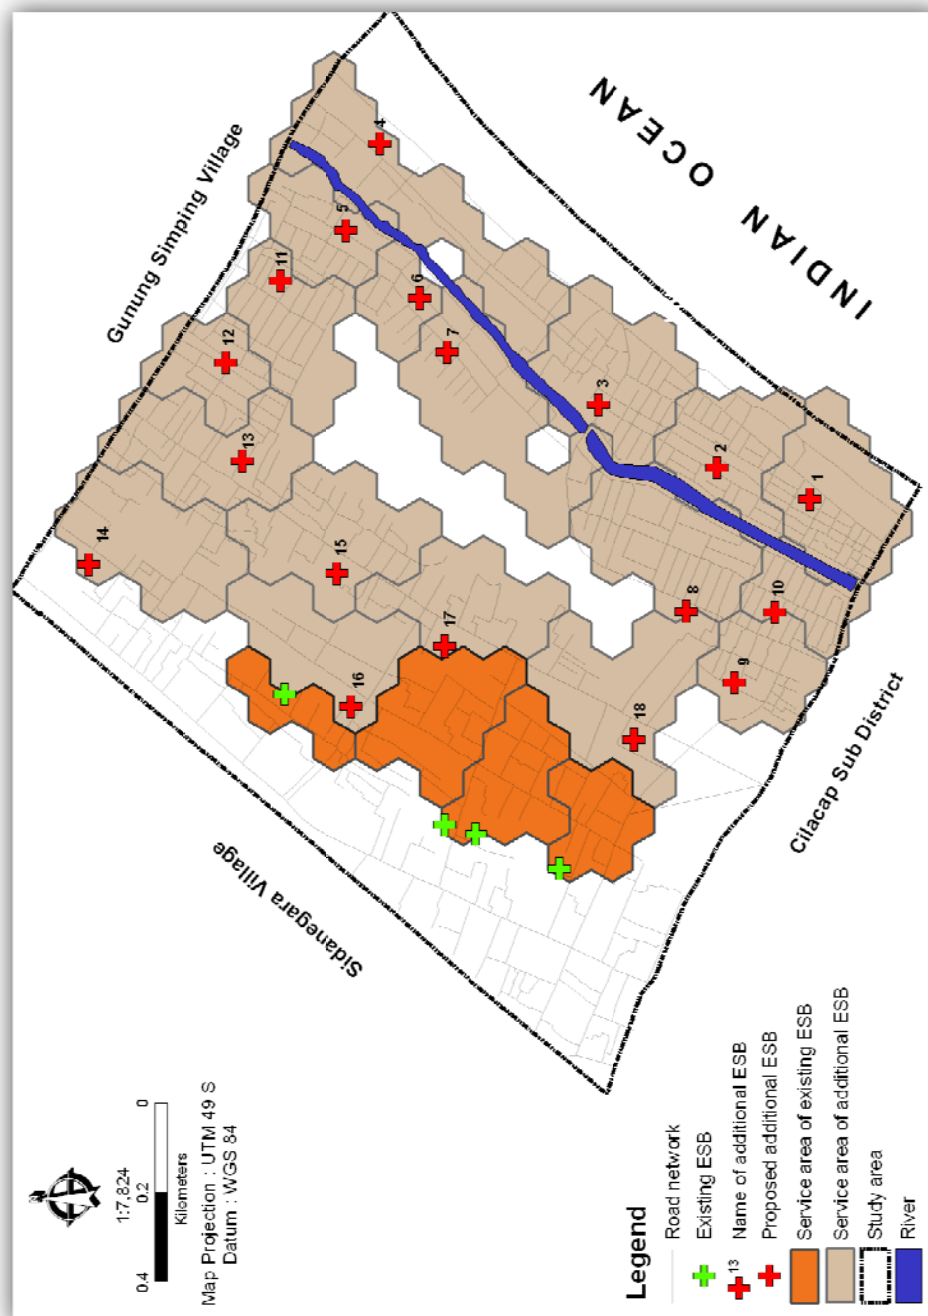 1:7,824
0.4 0.2 0
Kilometers
Map Projection : UTM 49 S
Datum : WGS 84
Legend
Road network
Existing ESB
13
Name of additional ESB
Proposed additional ESB
Service area of existing ESB
Service area of additional ESB
Study area
River
Sidanegara Village
Gunung Simping Village
Cilacap Sub District
INDIAN OCEAN
14
12
11
13
5
4
15
6
16
7
17
3
18
8
2
9
10
1